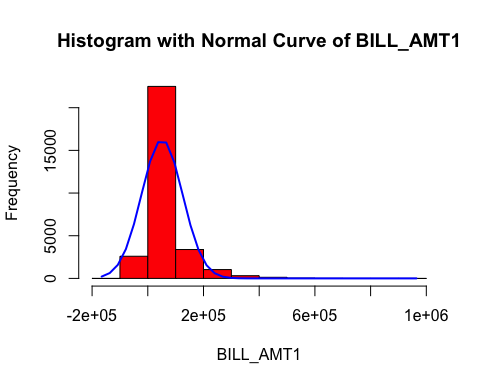 Histogram with Normal Curve of BILL_AMT1
Frequency
15000
5000
0
-2e+05 2e+05 6e+05 1e+06
BILL_AMT1